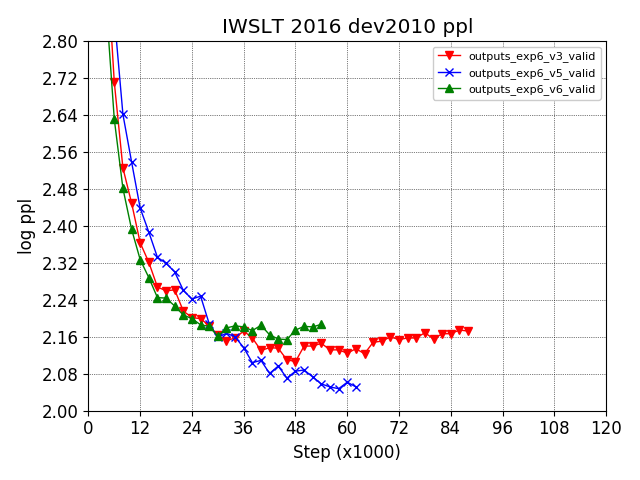 IWSLT 2016 dev2010 ppl
outputs_exp6_v3_valid
outputs_exp6_v5_valid
outputs_exp6_v6_valid
log ppl
2.80
2.72
2.64
2.56
2.48
2.40
2.32
2.24
2.16
2.08
2.00
0 12 24 36 48 60 72 84 96 108 120
Step (x1000)